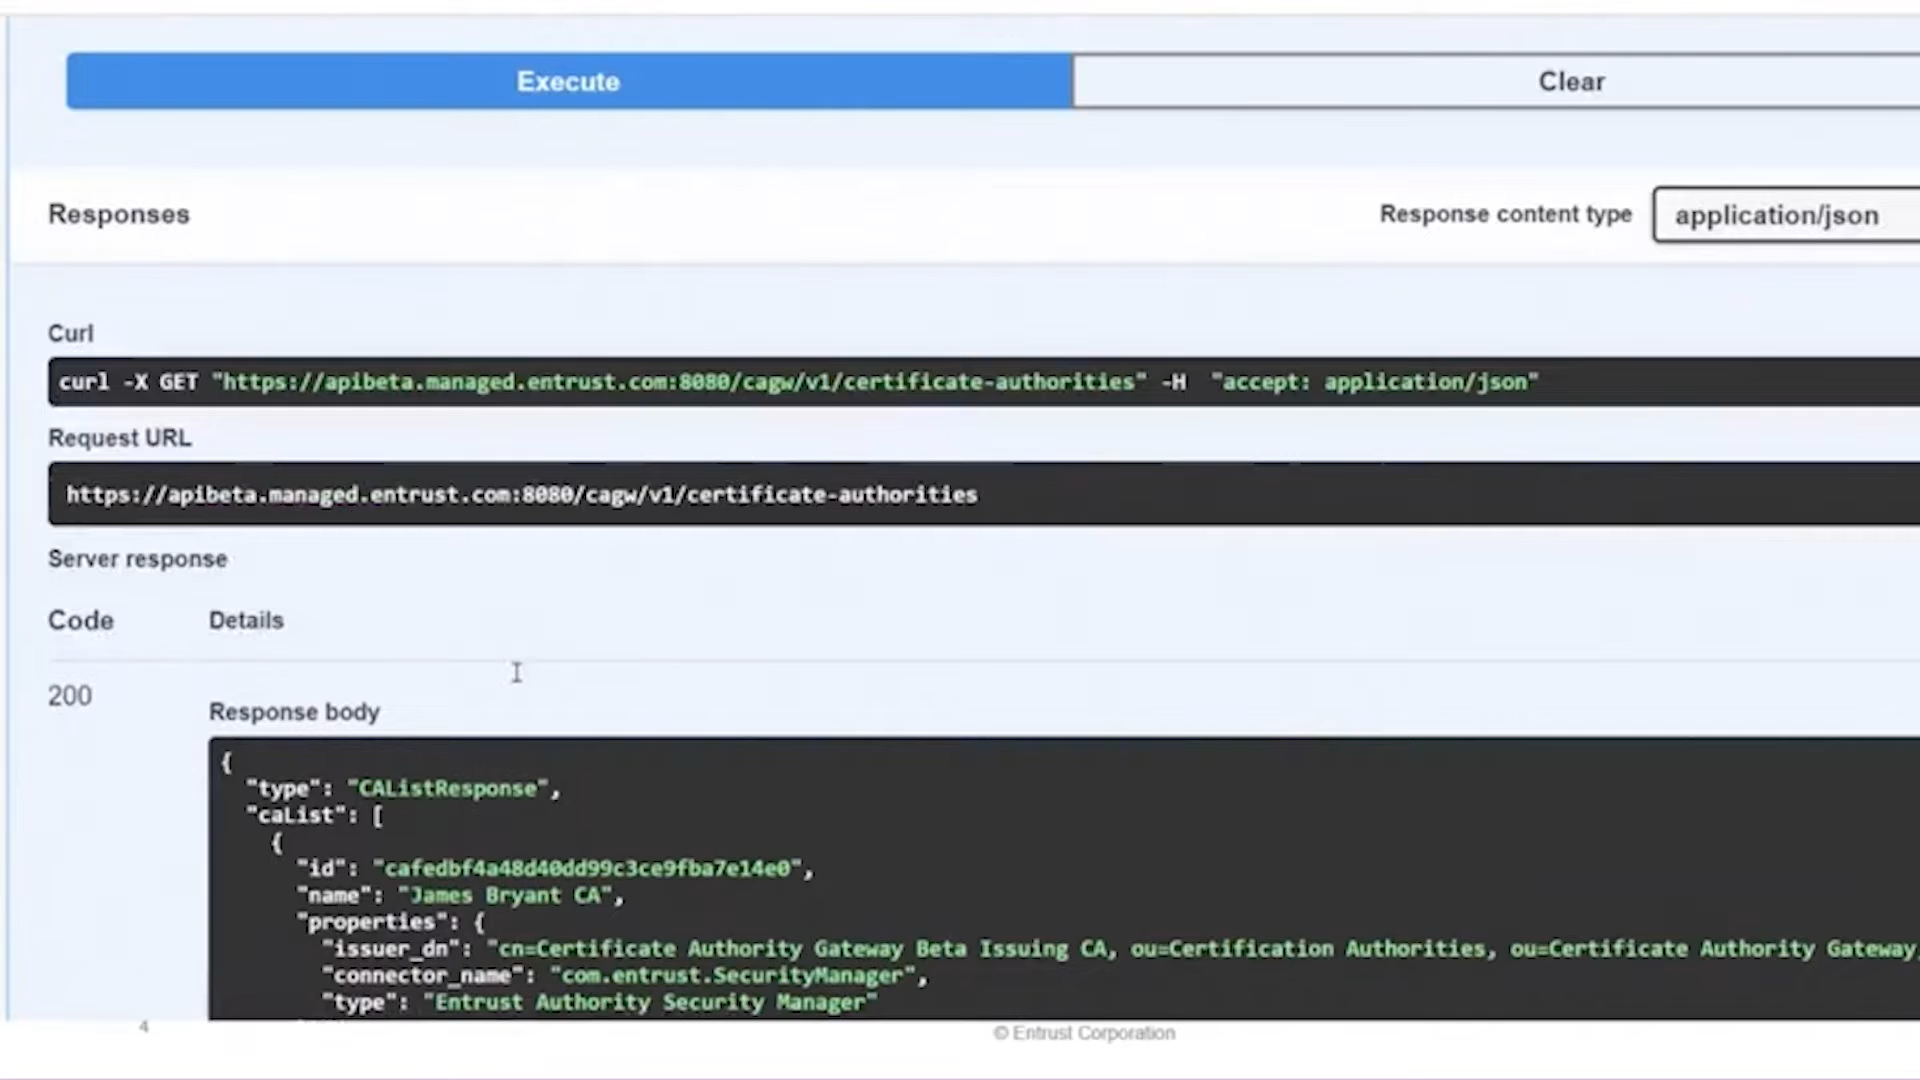 Execute Clear
Responses Response content type application/json
Curl
curl -X GET "https://apibeta.managed.entrust.com:8080/cagw/v1/certificate-authorities" -H "accept: application/json"
Request URL
https://apibeta.managed.entrust.com:8080/cagw/v1/certificate-authorities
Server response
Code Details
200
Response body
{
"type": "CAListResponse",
"caList": [
{
"id": "cafedbf4a48d40dd99c3ce9fba7e14e0",
"name": "James Bryant CA",
"properties": {
"issuer_dn": "cn=Certificate Authority Gateway Beta Issuing CA, ou=Certification Authorities, ou=Certificate Authority Gateway,
"connector_name": "com.entrust.SecurityManager",
"type": "Entrust Authority Security Manager"
4 © Entrust Corporation